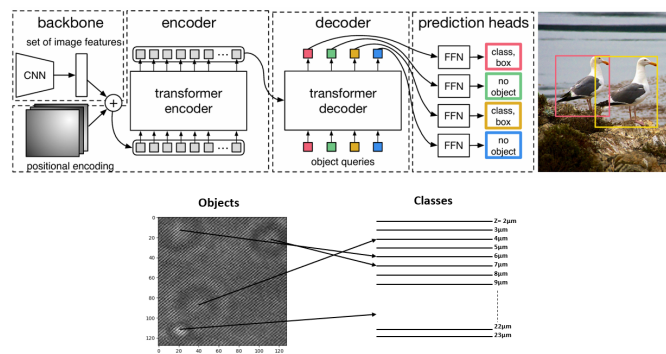 backbone
encoder
decoder
prediction heads
set of image features
CNN
positional encoding
transformer
encoder
transformer
decoder
object queries
FFN
class,
box
FFN
no
object
FFN
class,
box
FFN
no
object
Objects
Classes
0
20
40
60
80
100
120
0 20 40 60 80 100 120
Z= 2µm
3µm
4µm
5µm
6µm
7µm
8µm
9µm
22µm
23µm